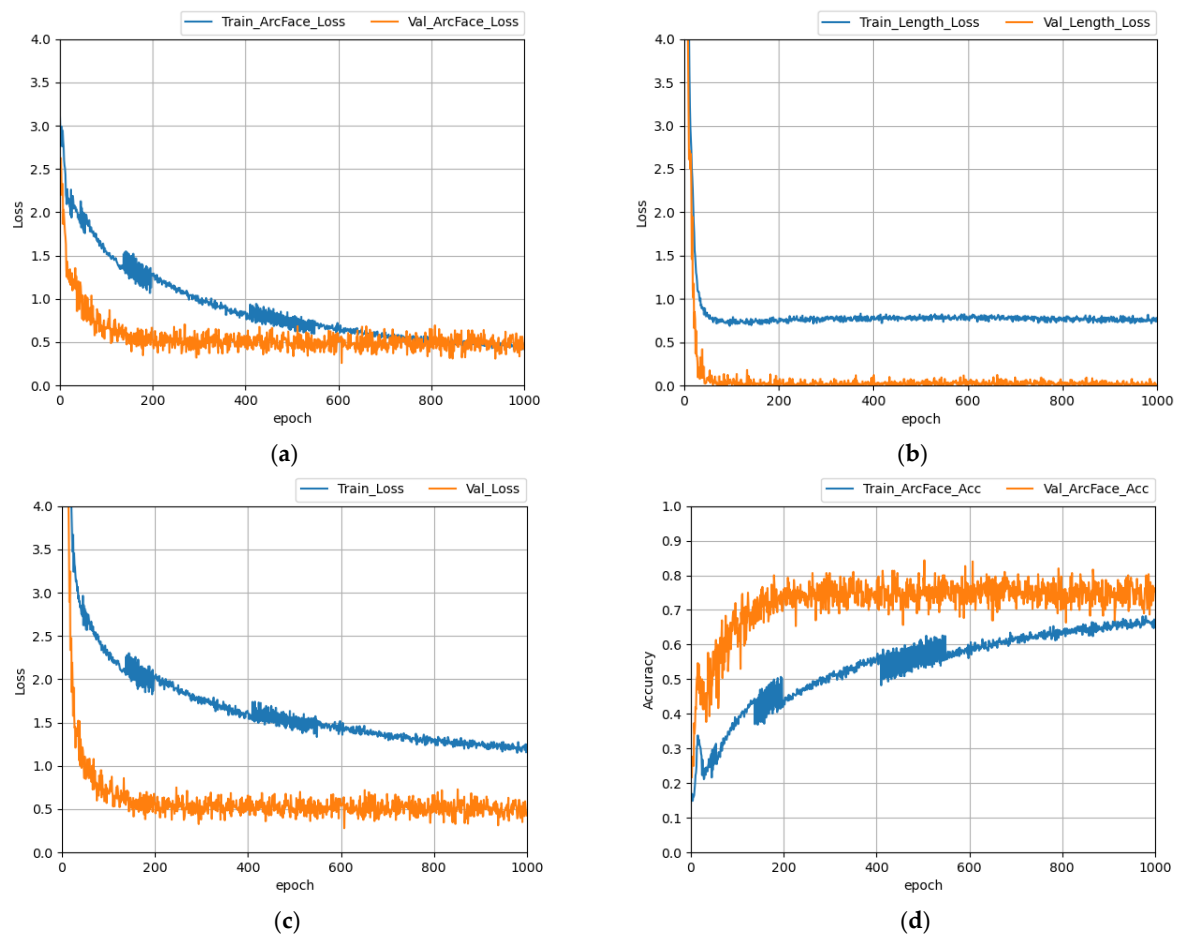 Train_ArcFace_Loss Val_ArcFace_Loss
4.0
3.5
3.0
2.5
2.0
1.5
1.0
0.5
0.0
Loss
0 200 400 600 800 1000
epoch
(a)
Train_Length_Loss Val_Length_Loss
4.0
3.5
3.0
2.5
2.0
1.5
1.0
0.5
0.0
Loss
0 200 400 600 800 1000
epoch
(b)
Train_Loss Val_Loss
4.0
3.5
3.0
2.5
2.0
1.5
1.0
0.5
0.0
Loss
0 200 400 600 800 1000
epoch
(c)
Train_ArcFace_Acc Val_ArcFace_Acc
1.0
0.9
0.8
0.7
0.6
0.5
0.4
0.3
0.2
0.1
0.0
Accuracy
0 200 400 600 800 1000
epoch
(d)